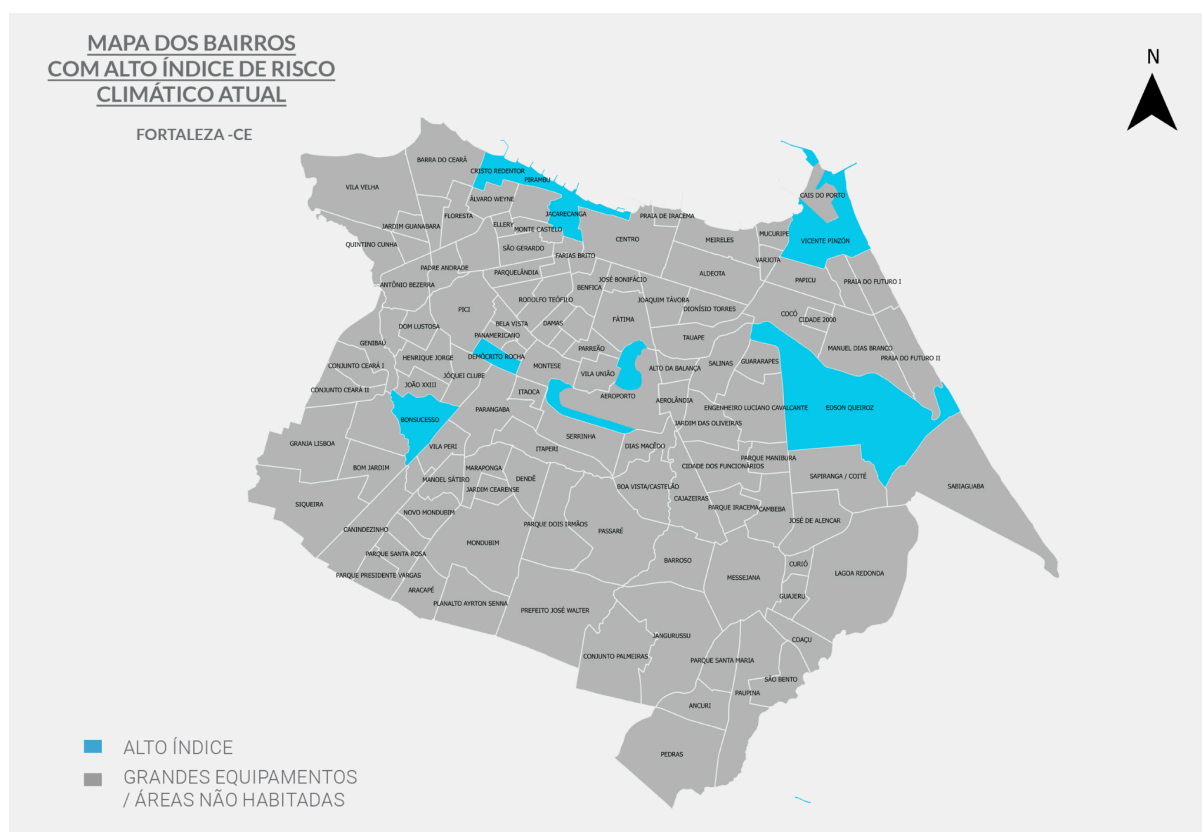 MAPA DOS BAIRROS
COM ALTO ÍNDICE DE RISCO
CLIMÁTICO ATUAL
FORTALEZA -CE
N
BARRA DO CEARÁ
CRISTO REDENTOR
PIRAMBU
VILA VELHA
ÁLVARO WEYNE
CAIS DO PORTO
FLORESTA
JACARECANGA
PRAIA DE IRACEMA
JARDIM GUANABARA
ELLERY
MONTE CASTELO
MUCURIPE
QUINTINO CUNHA
SÃO GERARDO
CENTRO
MEIRELES
VICENTE PINZÓN
FARIAS BRITO
VARJOTA
PADRE ANDRADE
PARQUELÂNDIA
ALDEOTA
ANTÔNIO BEZERRA
JOSÉ BONIFÁCIO
PAPICU
PRAIA DO FUTURO I
BENFICA
RODOLFO TEÓFILO
JOAQUIM TÁVORA
PICI
DIONÍSIO TORRES
COCÓ
CIDADE 2000
DOM LUSTOSA
BELA VISTA
DAMAS
FÁTIMA
PANAMERICANO
TAUAPE
GENIBAÚ
PARREÃO
MANUEL DIAS BRANCO
HENRIQUE JORGE
DEMÓCRITO ROCHA
PRAIA DO FUTURO II
CONJUNTO CEARÁ I
MONTESE
VILA UNIÃO
ALTO DA BALANÇA
SALINAS
GUARARAPES
JÓQUEI CLUBE
JOÃO XXIII
CONJUNTO CEARÁ II
ITAOCA
AEROPORTO
AEROLÂNDIA
PARANGABA
ENGENHEIRO LUCIANO CAVALCANTE
EDSON QUEIROZ
BONSUCESSO
JARDIM DAS OLIVEIRAS
SERRINHA
GRANJA LISBOA
VILA PERI
ITAPERI
DIAS MACÊDO
PARQUE MANIBURA
BOM JARDIM
MARAPONGA
CIDADE DOS FUNCIONÁRIOS
MANOEL SÁTIRO
DENDÊ
SAPIRANGA / COITÉ
SABIAGUABA
JARDIM CEARENSE
BOA VISTA/CASTELÃO
CAJAZEIRAS
SIQUEIRA
NOVO MONDUBIM
PARQUE IRACEMA
CAMBEBA
JOSÉ DE ALENCAR
PARQUE DOIS IRMÃOS
CANINDEZINHO
PASSARÉ
MONDUBIM
PARQUE SANTA ROSA
BARROSO
CURIÓ
PARQUE PRESIDENTE VARGAS
MESSEJANA
LAGOA REDONDA
ARACAPÉ
GUAJERU
PLANALTO AYRTON SENNA
PREFEITO JOSÉ WALTER
JANGURUSSU
COAÇU
CONJUNTO PALMEIRAS
PARQUE SANTA MARIA
SÃO BENTO
PAUPINA
ANCURI
PEDRAS
ALTO ÍNDICE
GRANDES EQUIPAMENTOS
/ ÁREAS NÃO HABITADAS